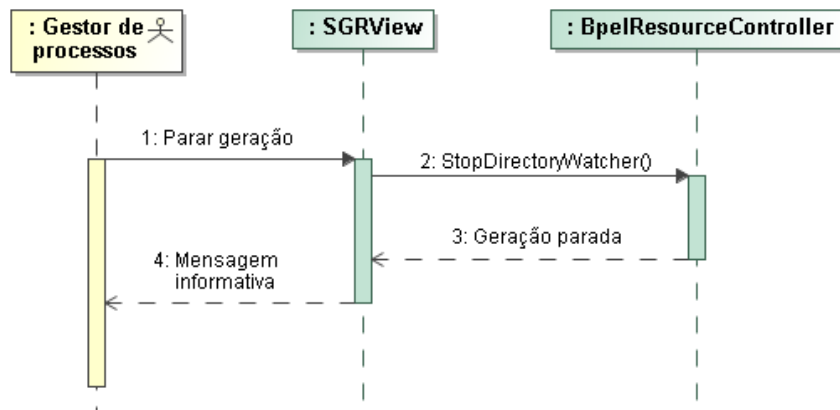 : Gestor de
processos
: SGRView
: BpelResourceController
1: Parar geração
2: StopDirectoryWatcher()
3: Geração parada
4: Mensagem
informativa